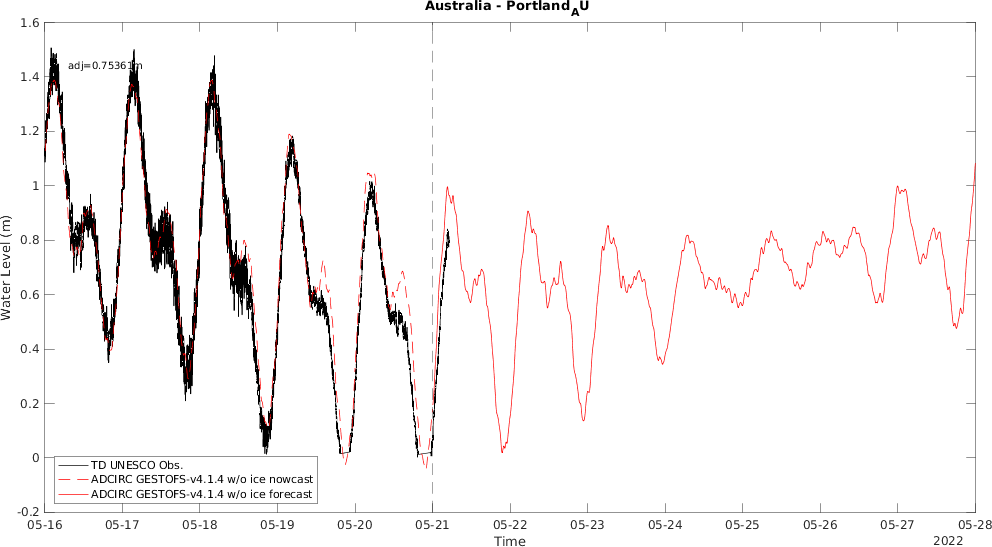 Australia - Portland_AU
1.6
1.4
1.2
1
0.8
0.6
0.4
0.2
0
-0.2
Water Level (m)
adj=0.75361m
TD UNESCO Obs.
ADCIRC GESTOFS-v4.1.4 w/o ice nowcast
ADCIRC GESTOFS-v4.1.4 w/o ice forecast
05-16 05-17 05-18 05-19 05-20 05-21 05-22 05-23 05-24 05-25 05-26 05-27 05-28
Time
2022